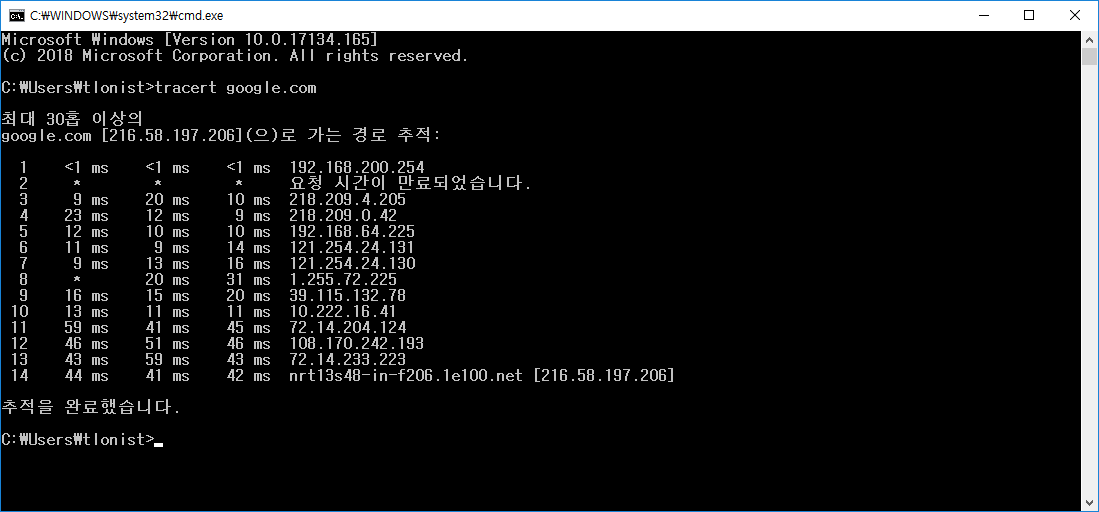 C:₩WINDOWS₩system32₩cmd.exe
Microsoft Windows [Version 10.0.17134.165]
(c) 2018 Microsoft Corporation. All rights reserved.
C:₩Users₩tlonist>tracert google.com
최대 30홉 이상의
google.com [216.58.197.206](으)로 가는 경로 추적:
1 <1 ms <1 ms <1 ms 192.168.200.254
2 * * * 요청 시간이 만료되었습니다.
3 9 ms 20 ms 10 ms 218.209.4.205
4 23 ms 12 ms 9 ms 218.209.0.42
5 12 ms 10 ms 10 ms 192.168.64.225
6 11 ms 9 ms 14 ms 121.254.24.131
7 9 ms 13 ms 16 ms 121.254.24.130
8 * 20 ms 31 ms 1.255.72.225
9 16 ms 15 ms 20 ms 39.115.132.78
10 13 ms 11 ms 11 ms 10.222.16.41
11 59 ms 41 ms 45 ms 72.14.204.124
12 46 ms 51 ms 46 ms 108.170.242.193
13 43 ms 59 ms 43 ms 72.14.233.223
14 44 ms 41 ms 42 ms nrt13s48-in-f206.1e100.net [216.58.197.206]
추적을 완료했습니다.
C:₩Users₩tlonist>